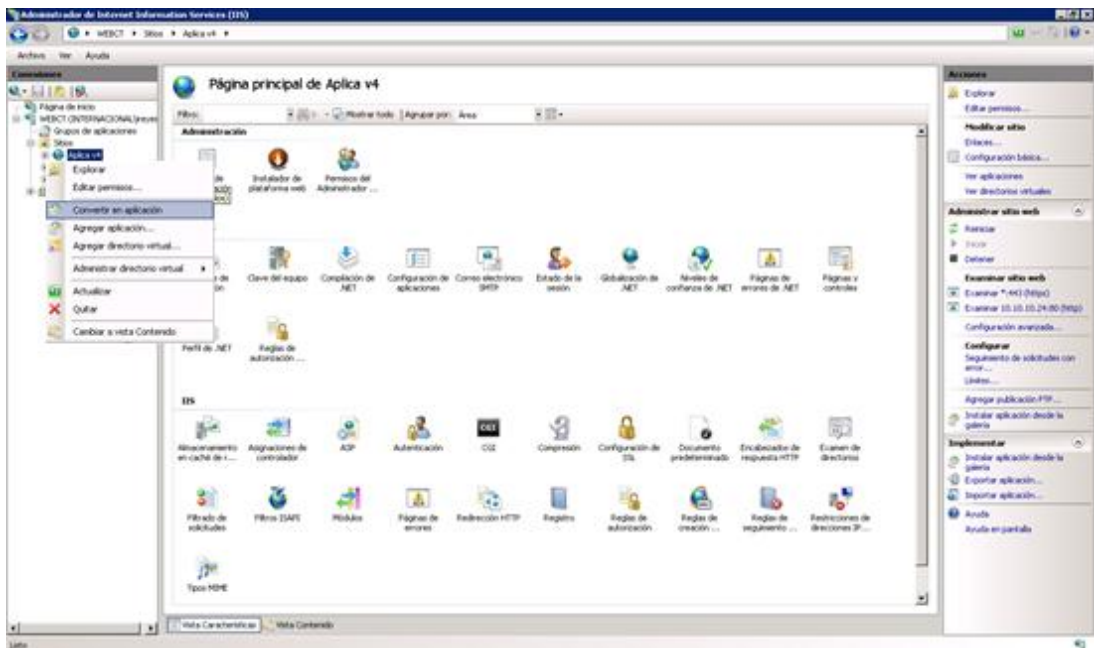 Administrador de Internet Information Services (IIS)
WEBCT
Sitios
Aplica v4
Archivo Ver Ayuda
Conexiones
Página de inicio
WEBCT
Grupos de aplicaciones
Sitios
Aplica v4
Explorar
Editar permisos...
Convertir en aplicación
Agregar aplicación...
Agregar directorio virtual...
Administrar directorio virtual
Actualizar
Quitar
Cambiar a vista Contenido
Página principal de Aplica v4
Filtro:
Ir
Mostrar todo
Agrupar por: Área
Administración
Instalador de plataforma web
Permisos del Administrador ...
Clave del equipo
Compilación de .NET
Configuración de aplicaciones
Correo electrónico SMTP
Estado de la sesión
Globalización de .NET
Niveles de confianza de .NET
Páginas de errores de .NET
Páginas y controles
Perfil de .NET
Reglas de autorización ...
IIS
Almacenamiento en caché de r...
Asignaciones de controlador
ASP
Autenticación
CGI
Compresión
Configuración de SSL
Documento predeterminado
Encabezados de respuesta HTTP
Examen de directorios
Filtrado de solicitudes
Filtros ISAPI
Módulos
Páginas de errores
Redirección HTTP
Registro
Reglas de autorización
Reglas de creación ...
Reglas de seguimiento ...
Restricciones de direcciones IP...
Tipos MIME
Vista Características
Vista Contenido
Acciones
Explorar
Editar permisos...
Modificar sitio
Enlaces...
Configuración básica...
Ver aplicaciones
Ver directorios virtuales
Administrar sitio web
Reiniciar
Iniciar
Detener
Examinar sitio web
Examinar *:443 (https)
Examinar 10.10.10.24:80 (http)
Configuración avanzada...
Configurar
Seguimiento de solicitudes con
error...
Límites...
Agregar publicación FTP...
Instalar aplicación desde la
galería
Implementar
Instalar aplicación desde la
galería
Exportar aplicación...
Importar aplicación...
Ayuda
Ayuda en pantalla
Listo